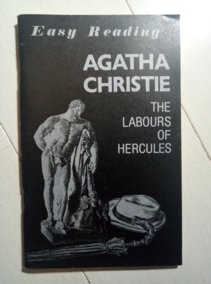 Easy Reading
AGATHA
CHRISTIE
THE
LABOURS
OF
HERCULES